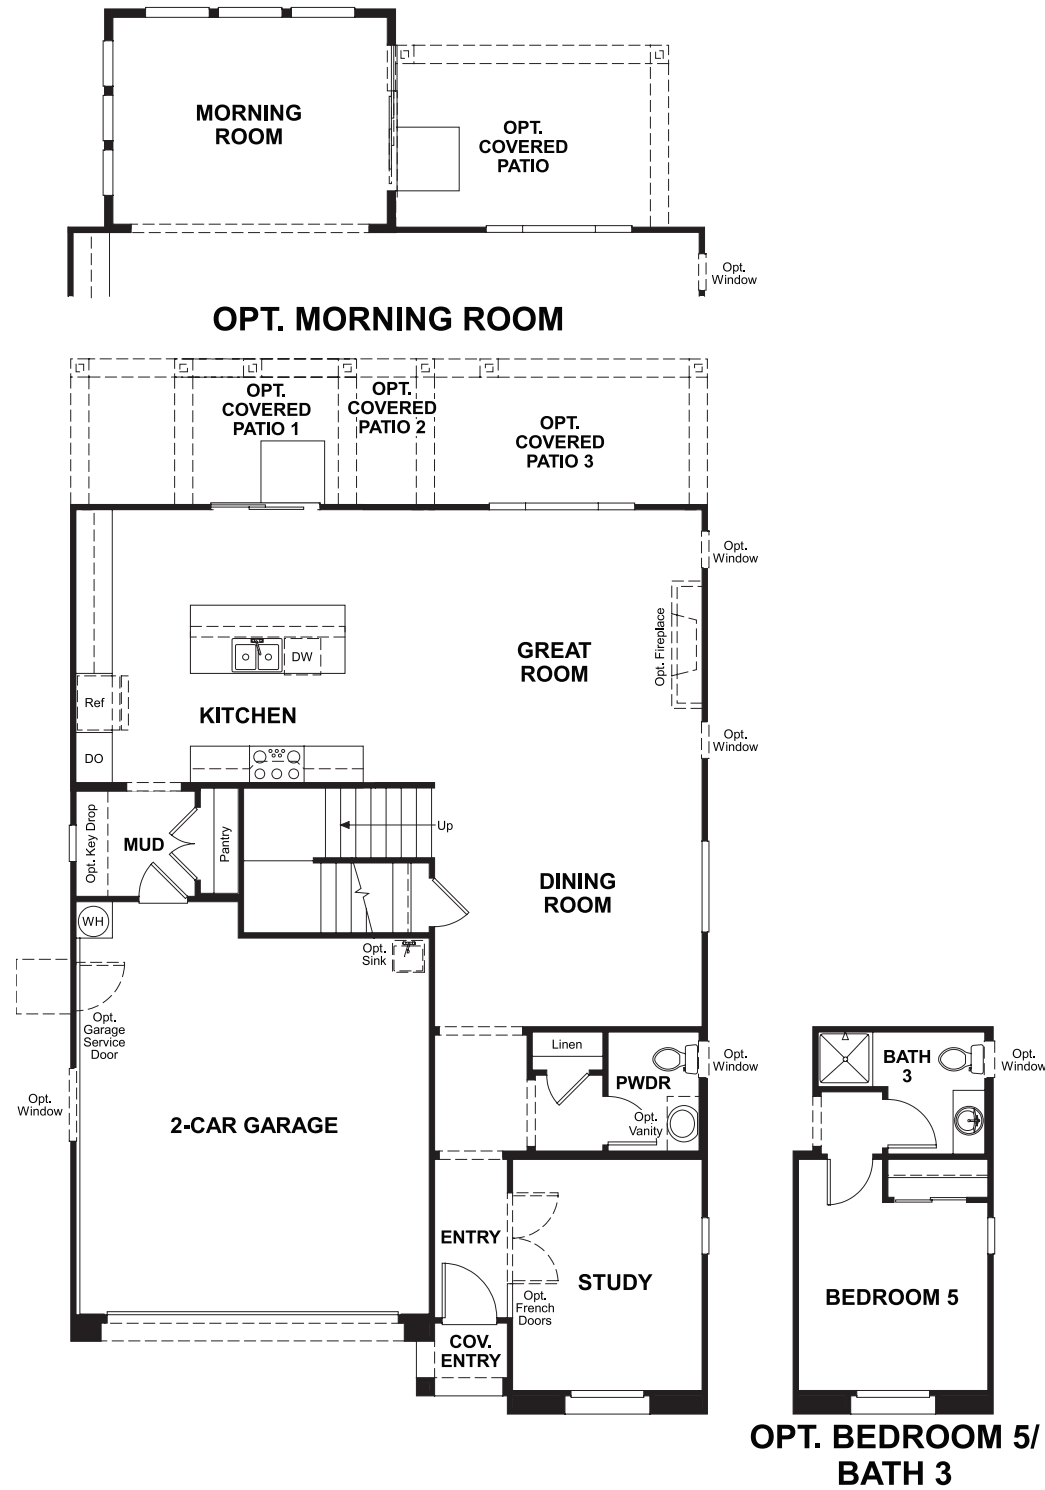 MORNING
ROOM
OPT.
COVERED
PATIO
Opt.
Window
OPT. MORNING ROOM
OPT.
COVERED
PATIO 1
OPT.
COVERED
PATIO 2
OPT.
COVERED
PATIO 3
Opt.
Window
GREAT
ROOM
Opt. Fireplace
DW
Ref
KITCHEN
DO
Opt.
Window
Opt. Key Drop
MUD
Pantry
Up
DINING
ROOM
WH
Opt.
Sink
Opt.
Garage
Service
Door
Linen
PWDR
Opt.
Vanity
Opt.
Window
BATH
3
Opt.
Window
Opt.
Window
2-CAR GARAGE
ENTRY
STUDY
Opt.
French
Doors
COV.
ENTRY
BEDROOM 5
OPT. BEDROOM 5/
BATH 3